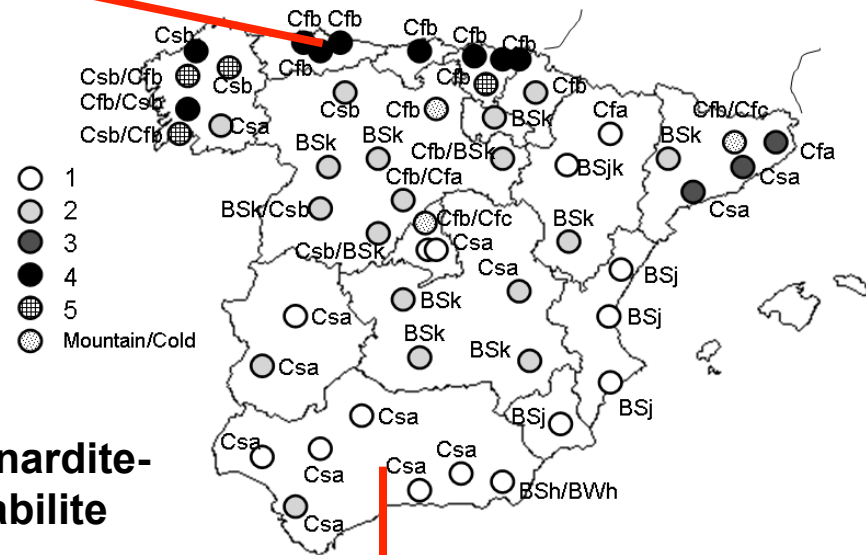 Cfb Cfb
Csb Cfb Cfb
Cfb Cfb
Csb/Cfb Csb Cfb Cfb
Cfb/Csb Csb Cfb Cfa Cfb/Cfc
Csb/Cfb Csa BSk
BSk BSk Cfb/BSk BSk Cfa
Cfb/Cfa BSjk Csa
BSk/Csb Cfb/Cfc Csa
Csb/BSk Csa BSk
Csa BSj
BSk
Csa BSj
BSk BSk
Csa
BSj
Csa BSj
Csa Csa Csa
Csa
BSh/BWh
Csa
1
2
3
4
5
Mountain/Cold
nardite-
abilite